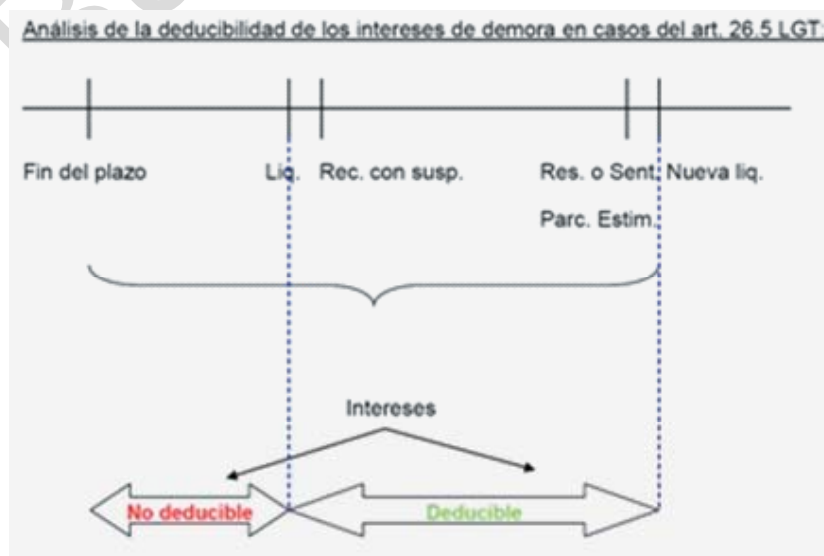 Análisis de la deducibilidad de los intereses de demora en casos del art. 26.5 LGT:
Fin del plazo Liq. Rec. con susp. Res. o Sent. Nueva liq.
Parc. Estim.
Intereses
No deducible Deducible